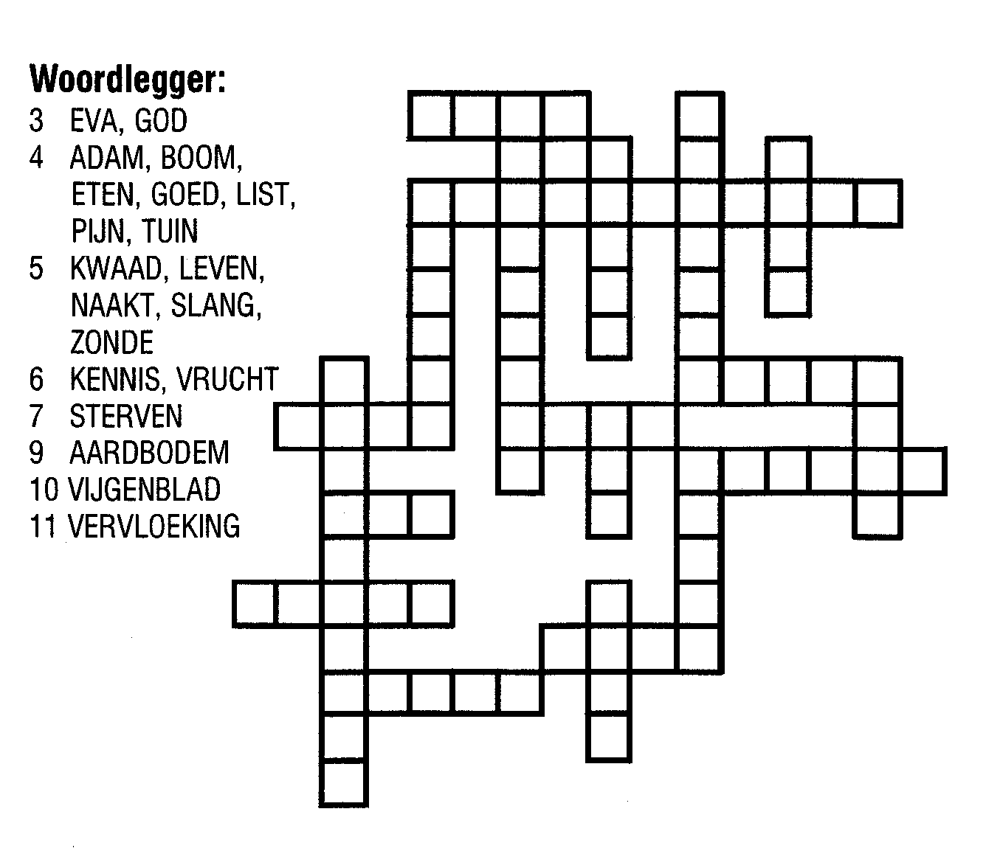 Woordlegger:
3 EVA, GOD
4 ADAM, BOOM,
ETEN, GOED, LIST,
PIJN, TUIN
5 KWAAD, LEVEN,
NAAKT, SLANG,
ZONDE
6 KENNIS, VRUCHT
7 STERVEN
9 AARDBODEM
10 VIJGENBLAD
11 VERVLOEKING